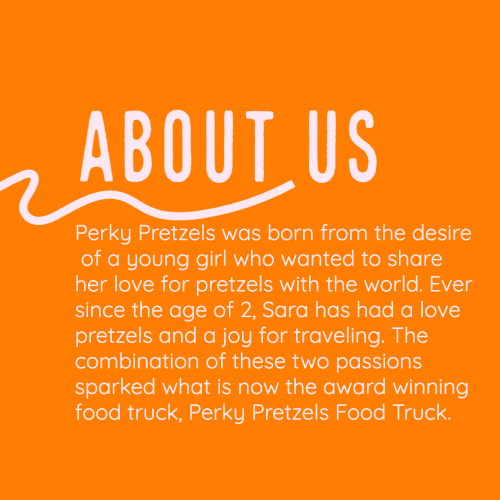 ABOUT US
Perky Pretzels was born from the desire
of a young girl who wanted to share
her love for pretzels with the world. Ever
since the age of 2, Sara has had a love
pretzels and a joy for traveling. The
combination of these two passions
sparked what is now the award winning
food truck, Perky Pretzels Food Truck.